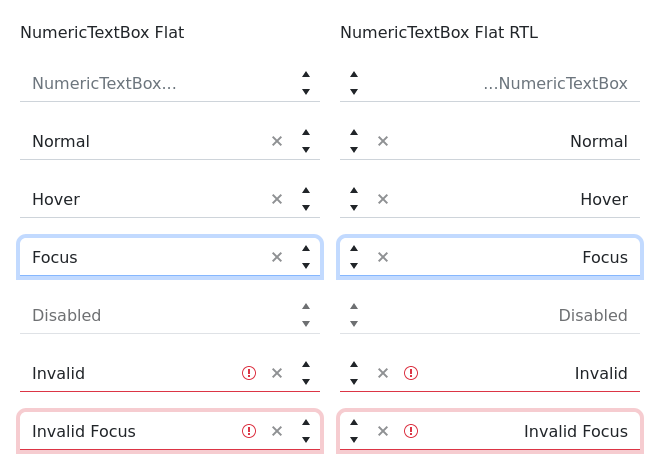 NumericTextBox Flat
NumericTextBox Flat RTL
NumericTextBox...
...NumericTextBox
Normal
Normal
Hover
Hover
Focus
Focus
Disabled
Disabled
Invalid
Invalid
Invalid Focus
Invalid Focus